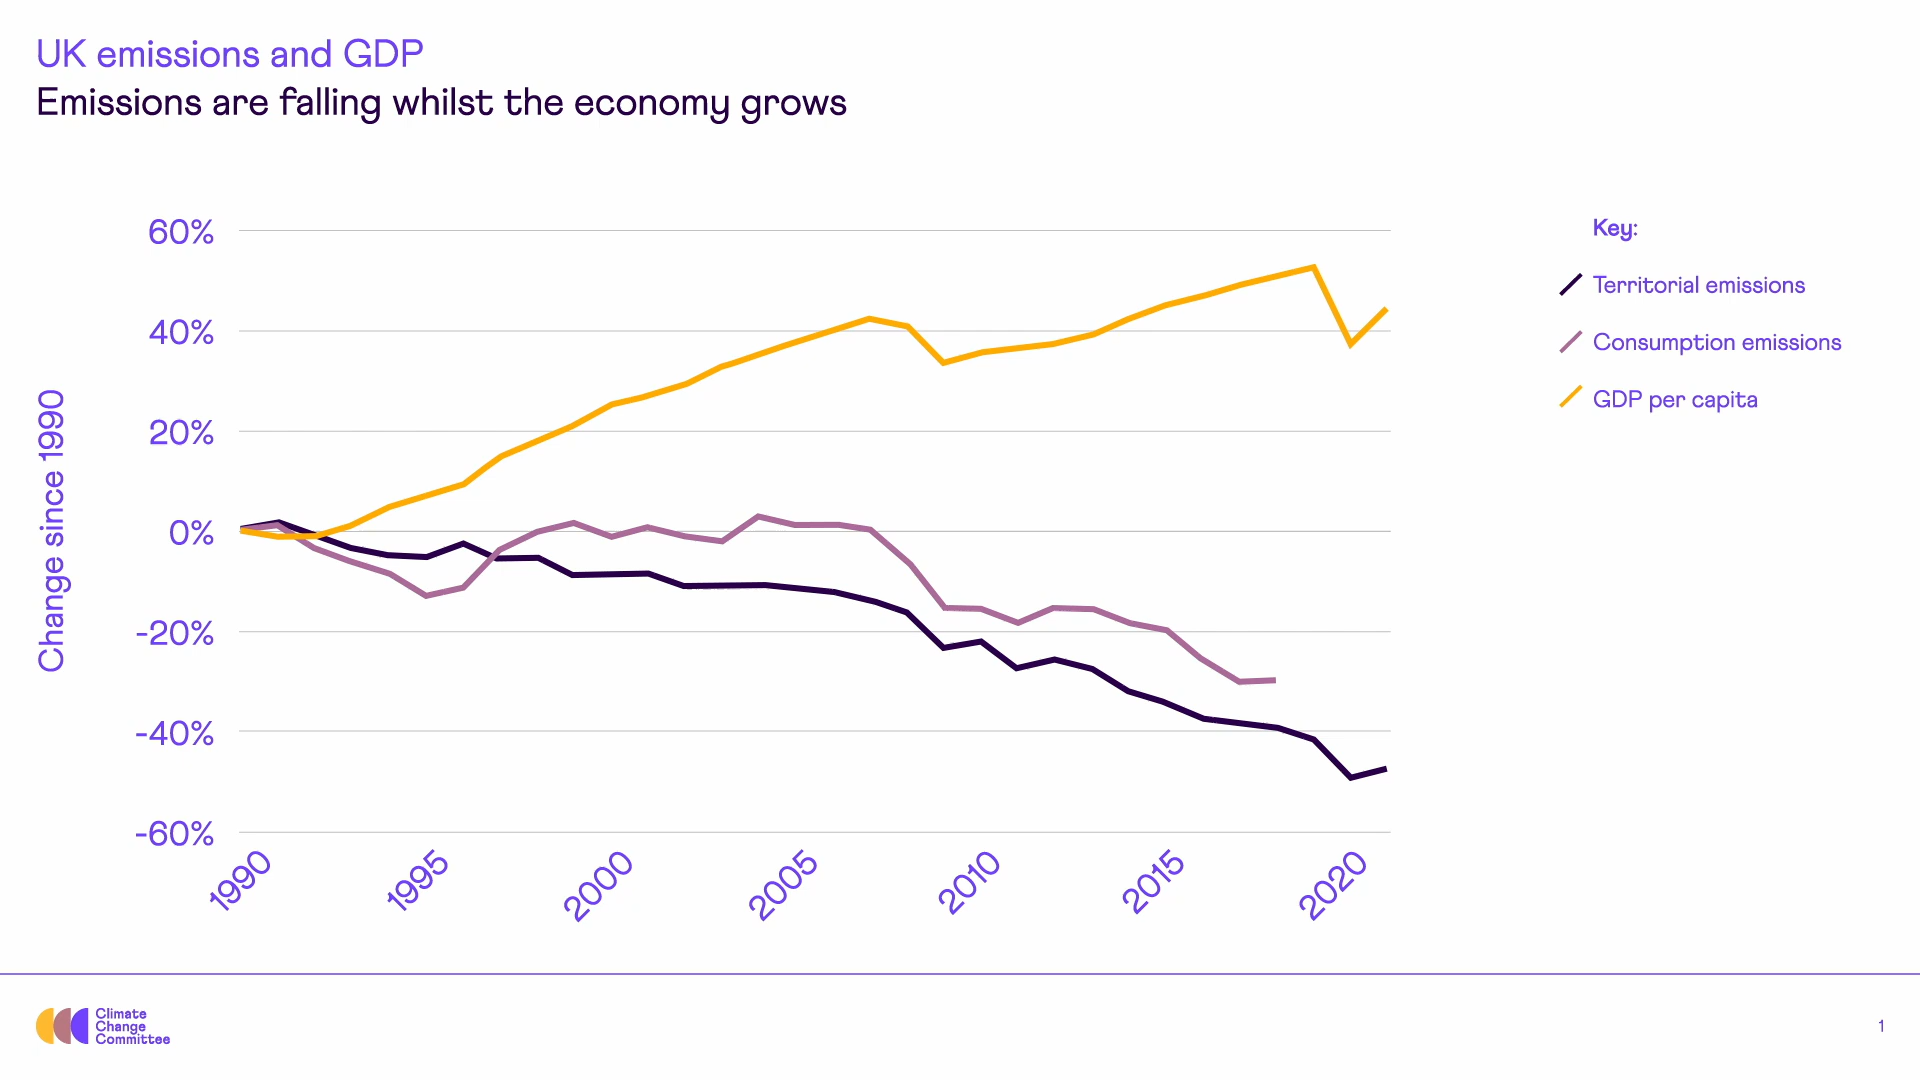 UK emissions and GDP
Emissions are falling whilst the economy grows
Change since 1990
60%
40%
20%
0%
-20%
-40%
-60%
1990
1995
2000
2005
2010
2015
2020
Key:
Territorial emissions
Consumption emissions
GDP per capita
Climate
Change
Committee
1